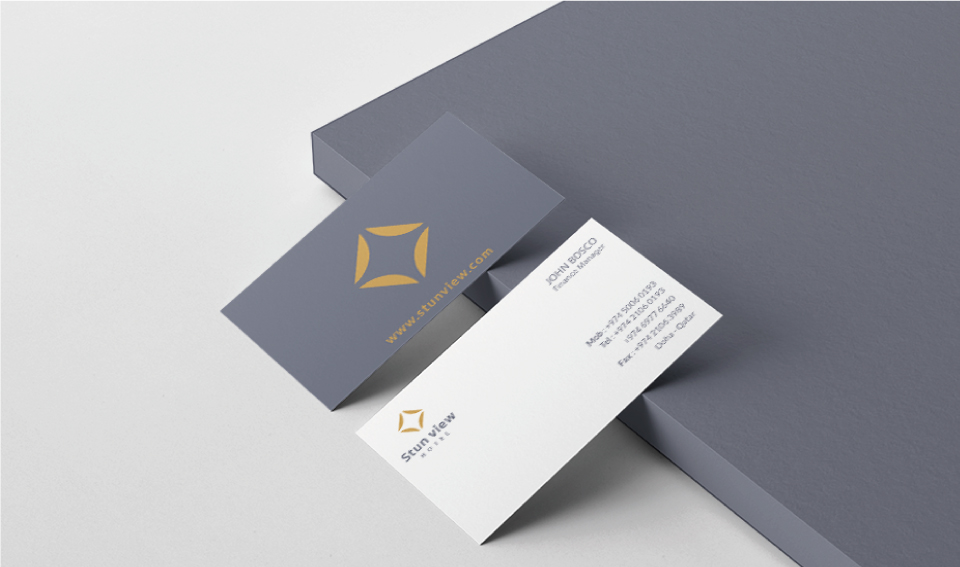 www.stunview.com
JOHN BOSCO
Finance Manager
Mob : +974 5006 0193
Tel : +974 2106 0193
+974 6977 6640
Fax : +974 2106 3989
Doha - Qatar
Stun view
HOTEL